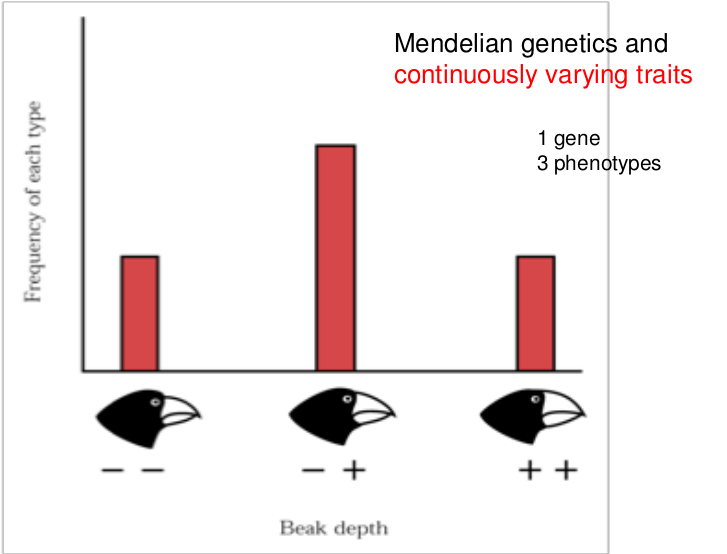 Mendelian genetics and
continuously varying traits
1 gene
3 phenotypes
Frequency of each type
− − − + + +
Beak depth